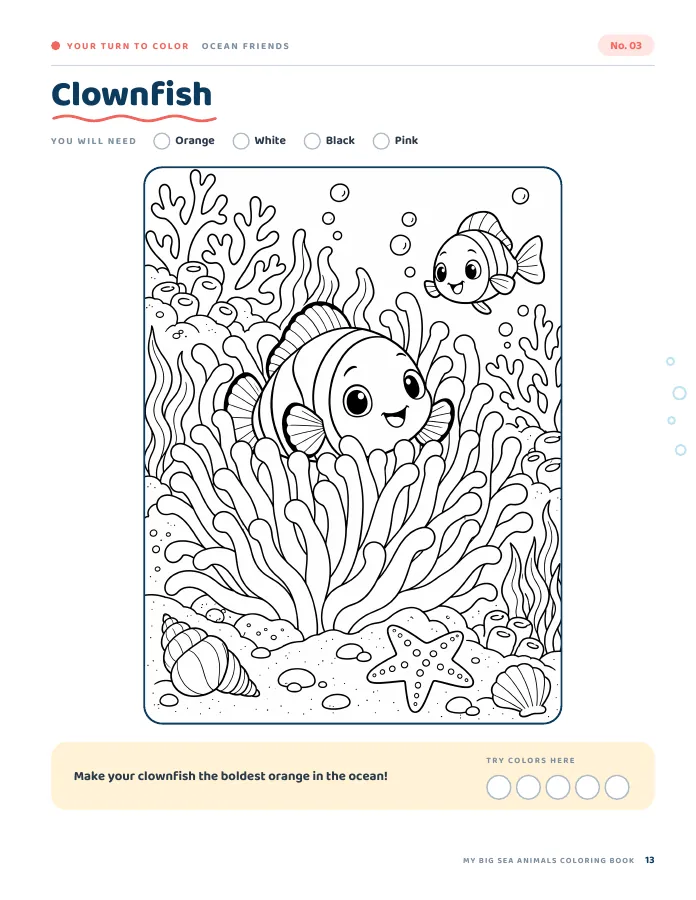 YOUR TURN TO COLOR OCEAN FRIENDS No. 03
Clownfish
YOU WILL NEED Orange White Black Pink
Make your clownfish the boldest orange in the ocean!
TRY COLORS HERE
MY BIG SEA ANIMALS COLORING BOOK 13